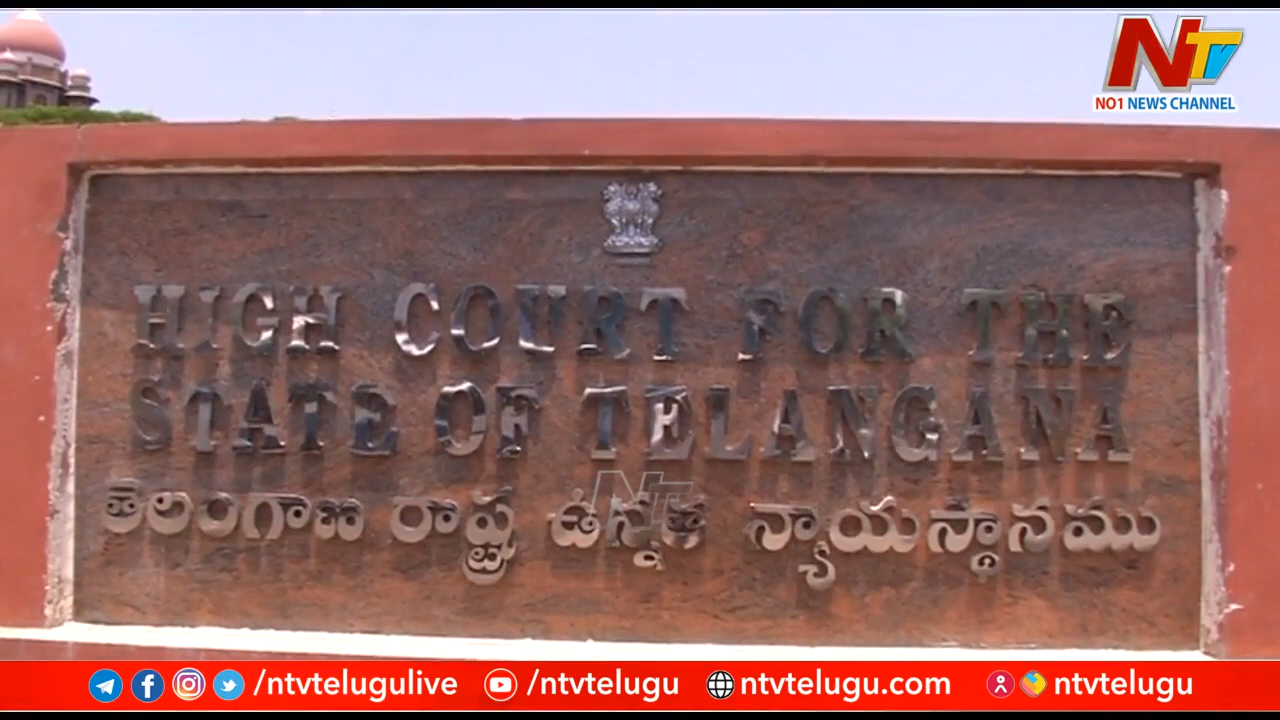 NTV
NO1 NEWS CHANNEL
HIGH COURT FOR THE
STATE OF TELANGANA
తెలంగాణ రాష్ట్ర ఉన్నత న్యాయస్థానము
NTV
/ntvtelugulive /ntvtelugu ntvtelugu.com ntvtelugu